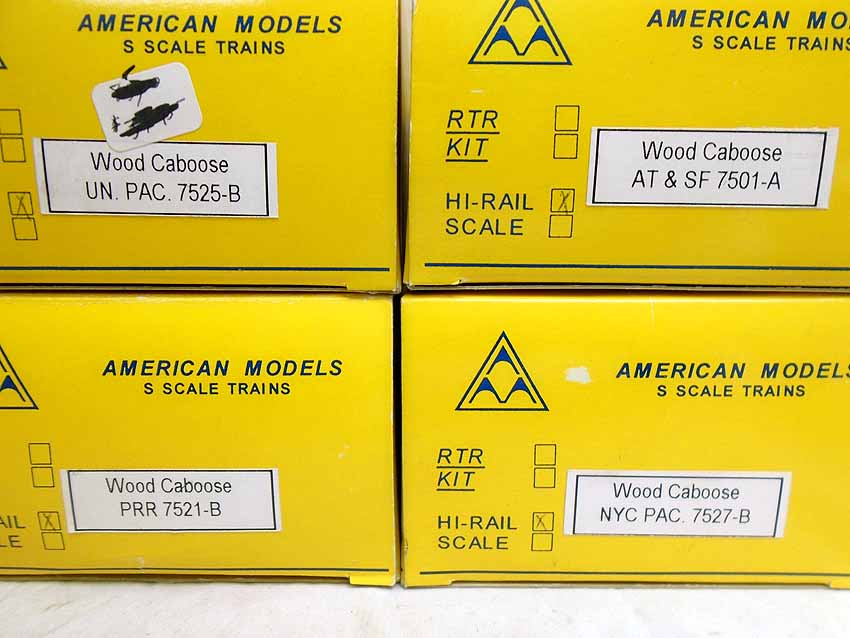 AMERICAN MODELS
S SCALE TRAINS
Wood Caboose
UN. PAC. 7525-B
AMERICAN MO
S SCALE TRAINS
RTR
KIT
HI-RAIL X
SCALE
Wood Caboose
AT & SF 7501-A
AMERICAN MODELS
S SCALE TRAINS
AIL X
LE
Wood Caboose
PRR 7521-B
AMERICAN MODELS
S SCALE TRAINS
RTR
KIT
HI-RAIL X
SCALE
Wood Caboose
NYC PAC. 7527-B